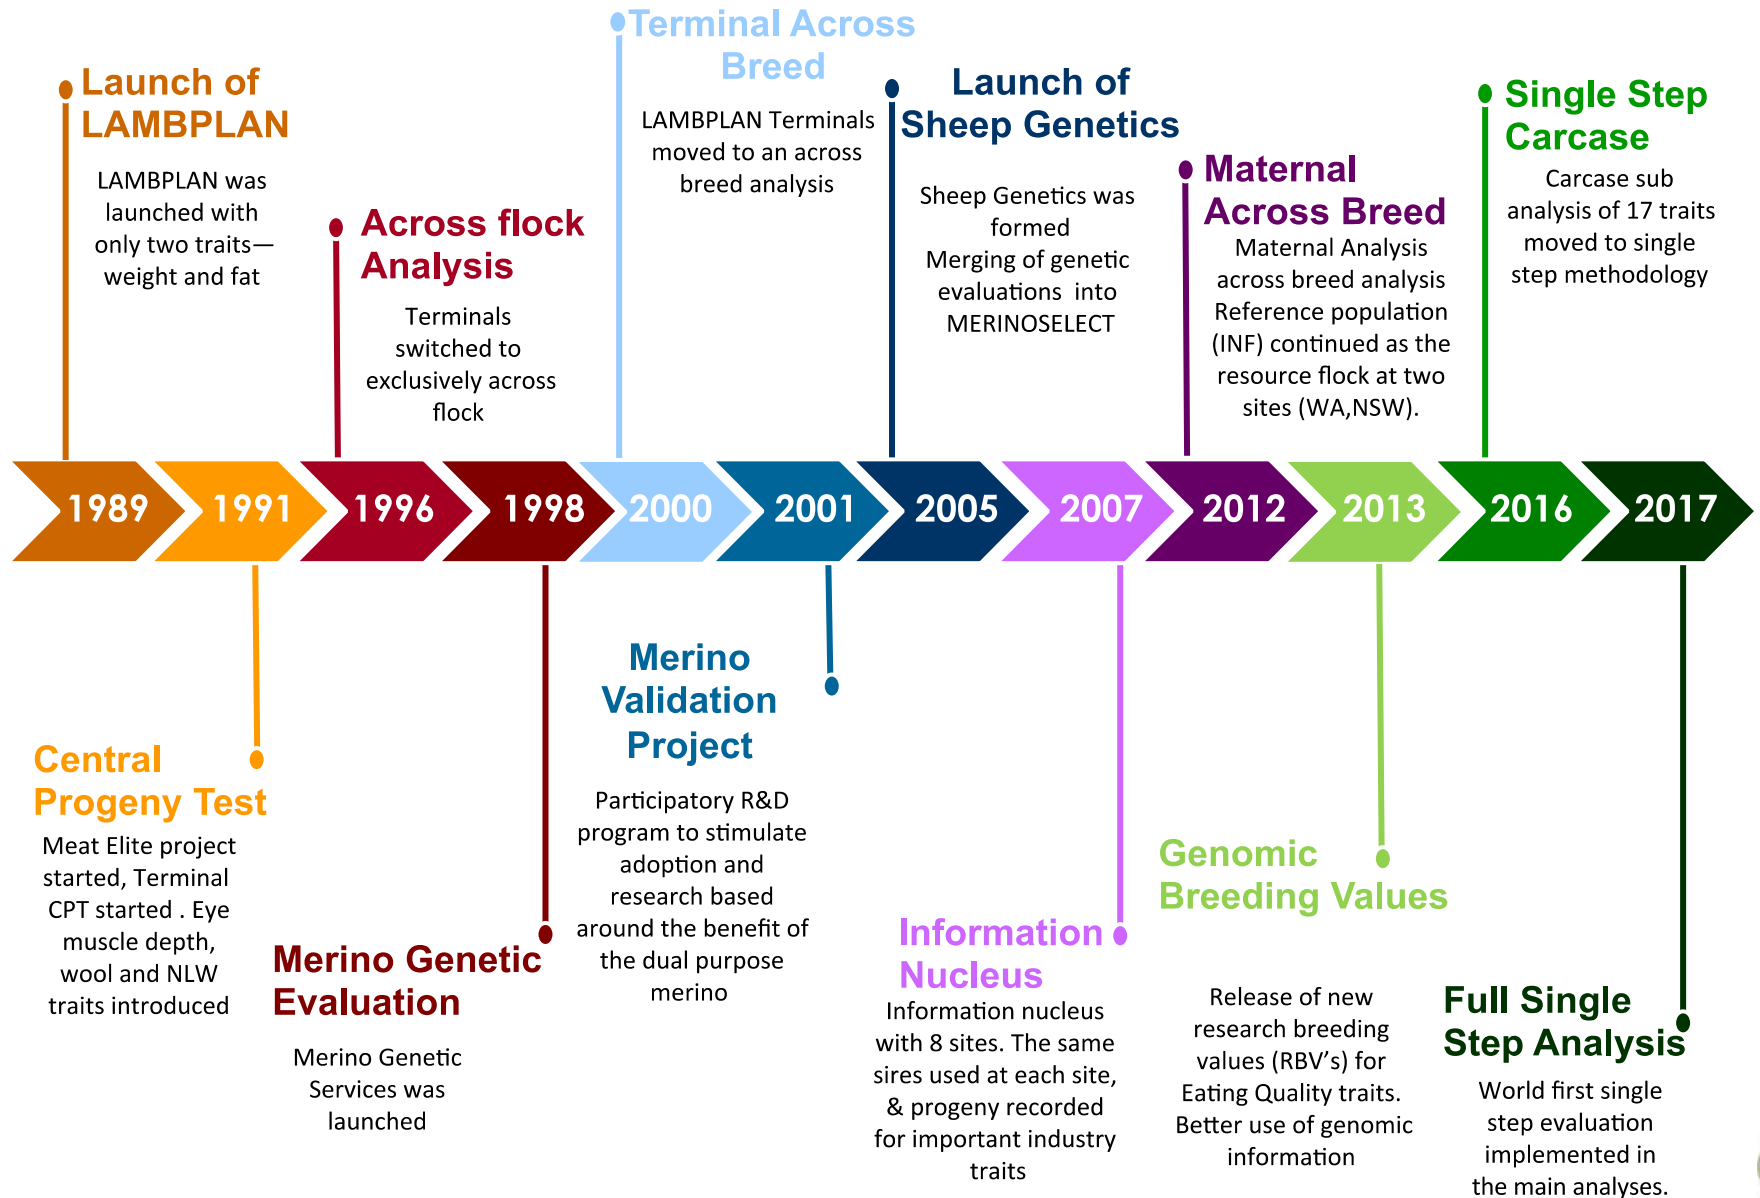 Launch of
LAMBPLAN
LAMBPLAN was
launched with
only two traits—
weight and fat
Across flock
Analysis
Terminals
switched to
exclusively across
flock
Terminal Across
Breed
LAMBPLAN Terminals
moved to an across
breed analysis
Launch of
Sheep Genetics
Sheep Genetics was
formed
Merging of genetic
evaluations into
MERINOSELECT
Maternal
Across Breed
Maternal Analysis
across breed analysis
Reference population
(INF) continued as the
resource flock at two
sites (WA,NSW).
Single Step
Carcase
Carcase sub
analysis of 17 traits
moved to single
step methodology
1989 1991 1996 1998 2000 2001 2005 2007 2012 2013 2016 2017
Central
Progeny Test
Meat Elite project
started, Terminal
CPT started . Eye
muscle depth,
wool and NLW
traits introduced
Merino Genetic
Evaluation
Merino Genetic
Services was
launched
Merino
Validation
Project
Participatory R&D
program to stimulate
adoption and
research based
around the benefit of
the dual purpose
merino
Information
Nucleus
Information nucleus
with 8 sites. The same
sires used at each site,
& progeny recorded
for important industry
traits
Genomic
Breeding Values
Release of new
research breeding
values (RBV's) for
Eating Quality traits.
Better use of genomic
information
Full Single
Step Analysis
World first single
step evaluation
implemented in
the main analyses.